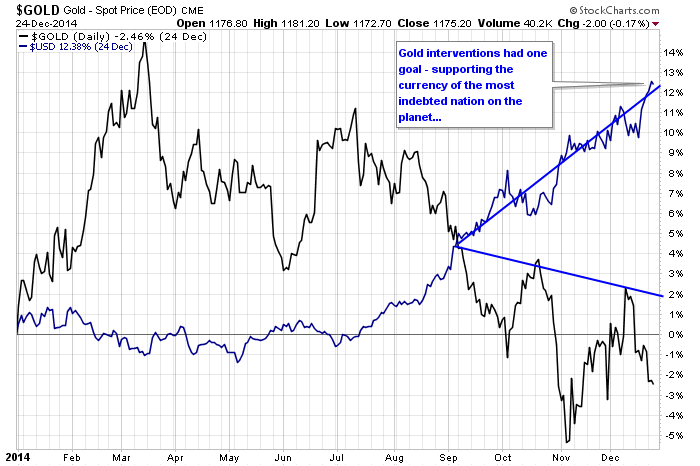 $GOLD Gold - Spot Price (EOD) CME
© StockCharts.com
24-Dec-2014 Open 1176.80 High 1181.20 Low 1172.70 Close 1175.20 Volume 40.2K Chg -2.00 (-0.17%)
$GOLD (Daily) -2.46% (24 Dec)
$USD 12.38% (24 Dec)
Gold interventions had one
goal - supporting the
currency of the most
indebted nation on the
planet...
14%
13%
12%
11%
10%
9%
8%
7%
6%
5%
4%
3%
2%
1%
0%
-1%
-2%
-3%
-4%
-5%
2014 Feb Mar Apr May Jun Jul Aug Sep Oct Nov Dec